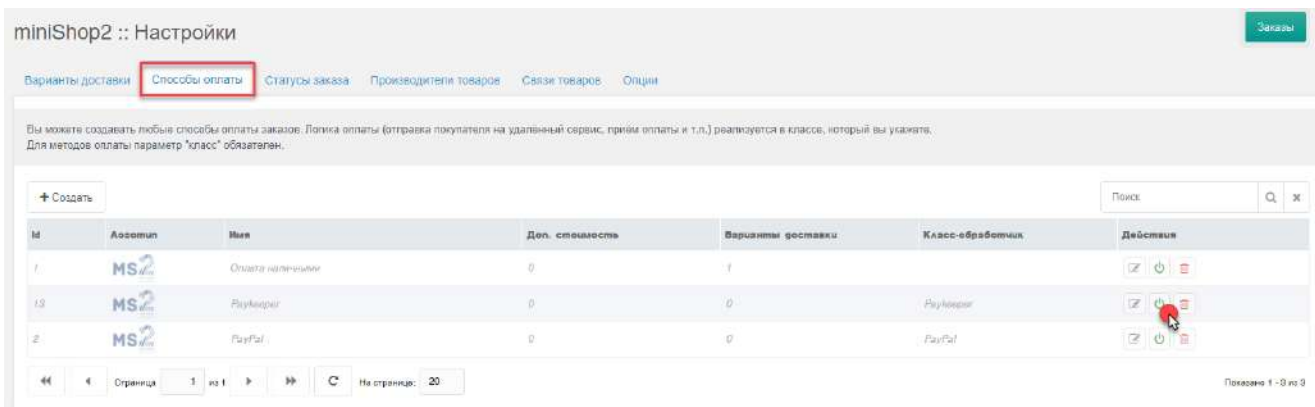 miniShop2 :: Настройки
Заказы
Варианты доставки Способы оплаты Статусы заказа Производители товаров Связи товаров Опции
Вы можете создавать любые способы оплаты заказов. Логика оплаты (отправка покупателя на удалённый сервис, приём оплаты и т.п.) реализуется в классе, который вы укажете.
Для методов оплаты параметр "класс" обязателен.
+ Создать
Поиск
Id Логотип Имя Доп. стоимость Варианты доставки Класс-обработчик Действия
1 MS2 Оплата наличными 0 1
13 MS2 Paykeeper 0 0 Paykeeper
2 MS2 PayPal 0 0 PayPal
Страница 1 из 1 На странице: 20
Показано 1 - 3 из 3